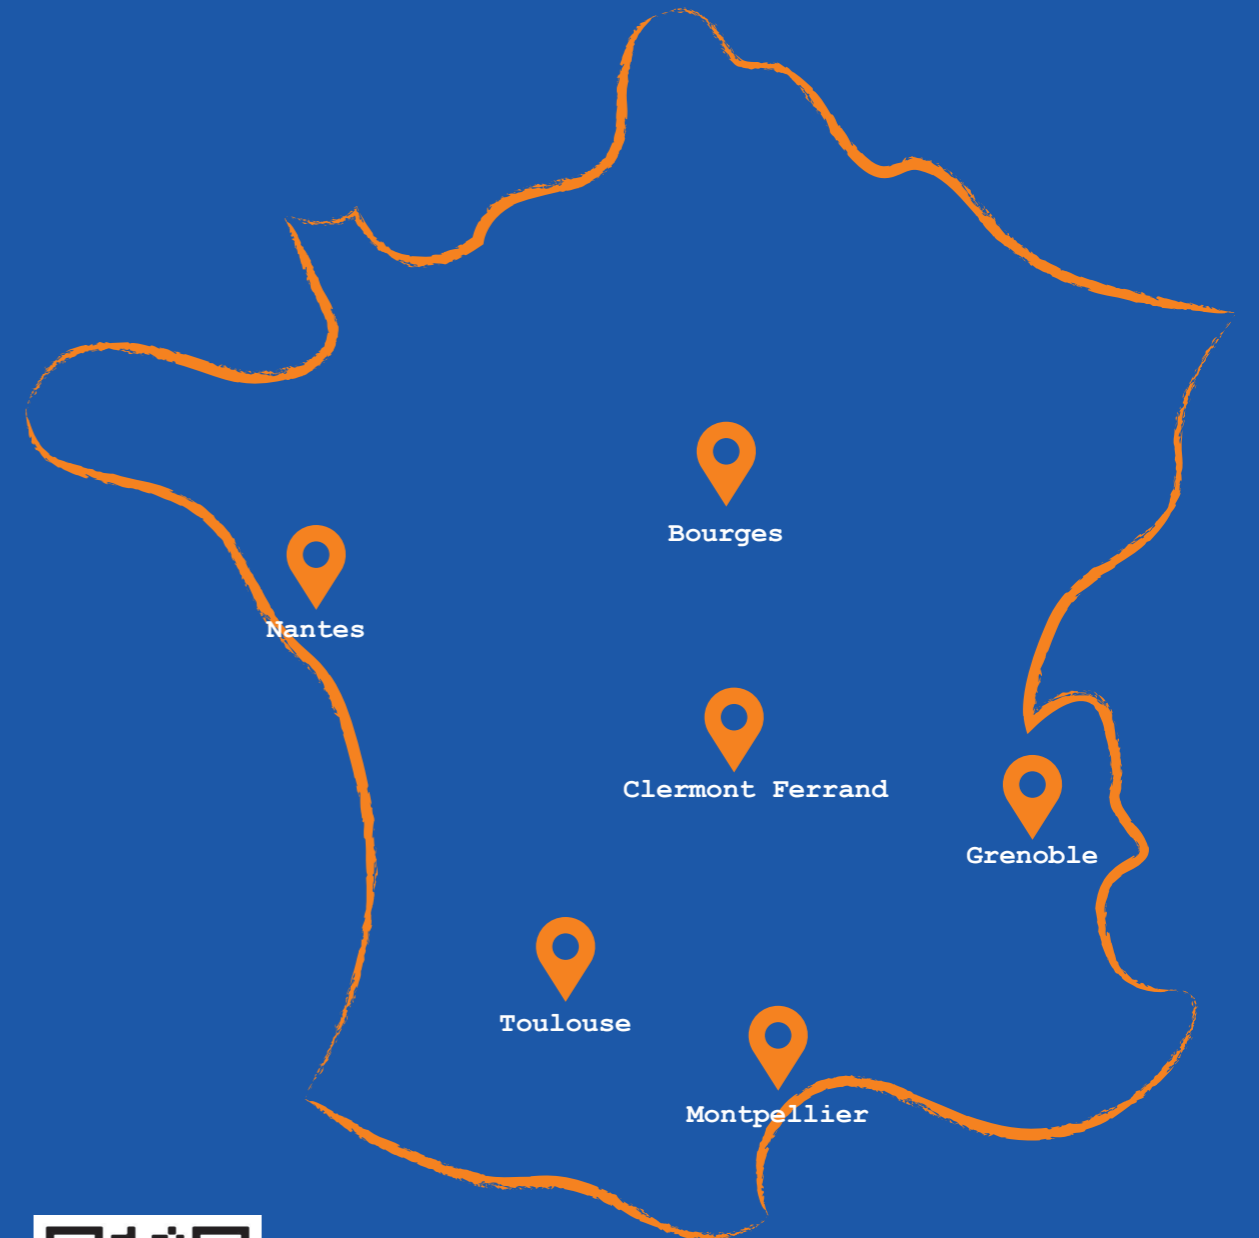 Bourges
Nantes
Clermont Ferrand
Grenoble
Toulouse
Montpellier